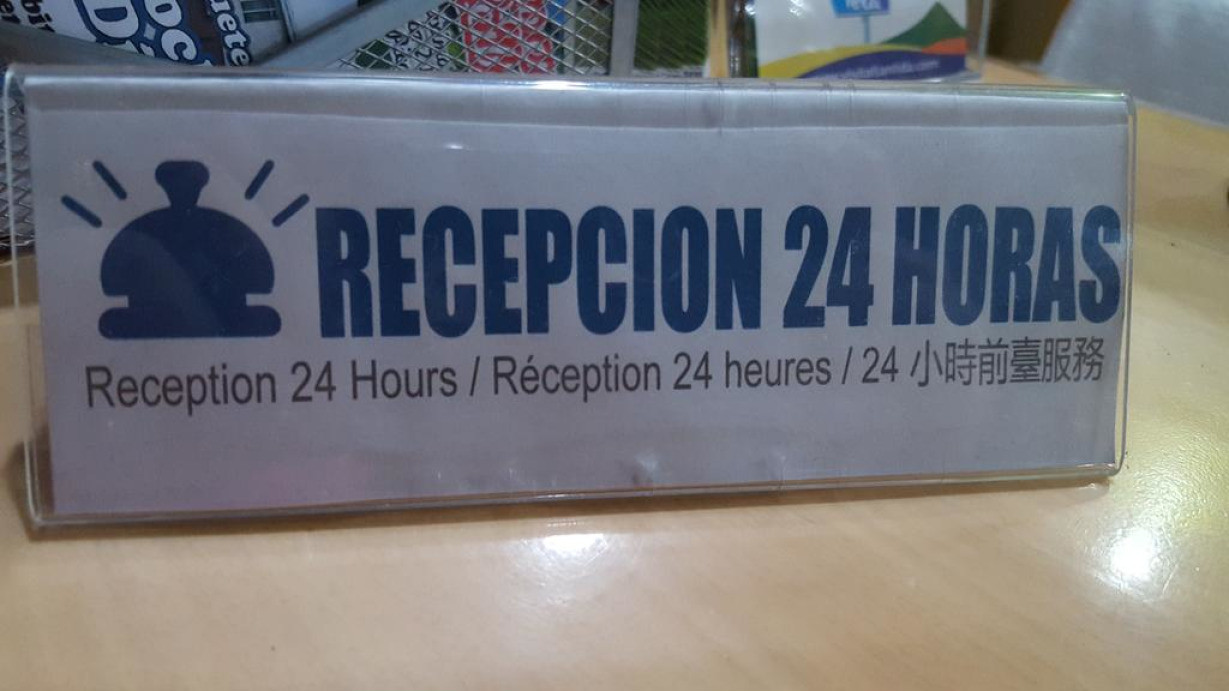 RECEPCION 24 HORAS
Reception 24 Hours / Réception 24 heures / 24 小時前臺服務